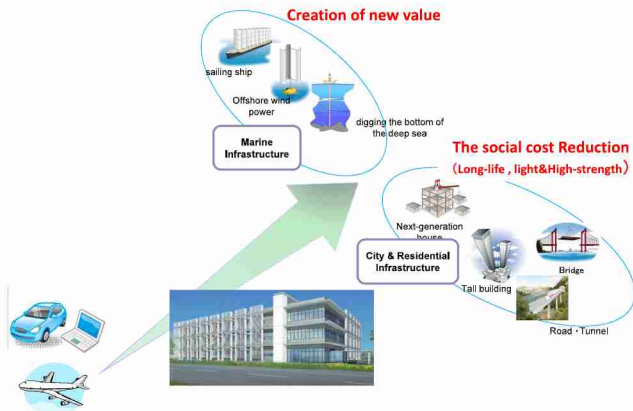 Creation of new value
sailing ship
Offshore wind
power
digging the bottom of
the deep sea
Marine
Infrastructure
The social cost Reduction
(Long-life , light&High-strength)
Next-generation
house
City & Residential
Infrastructure
Tall building
Bridge
Road・Tunnel